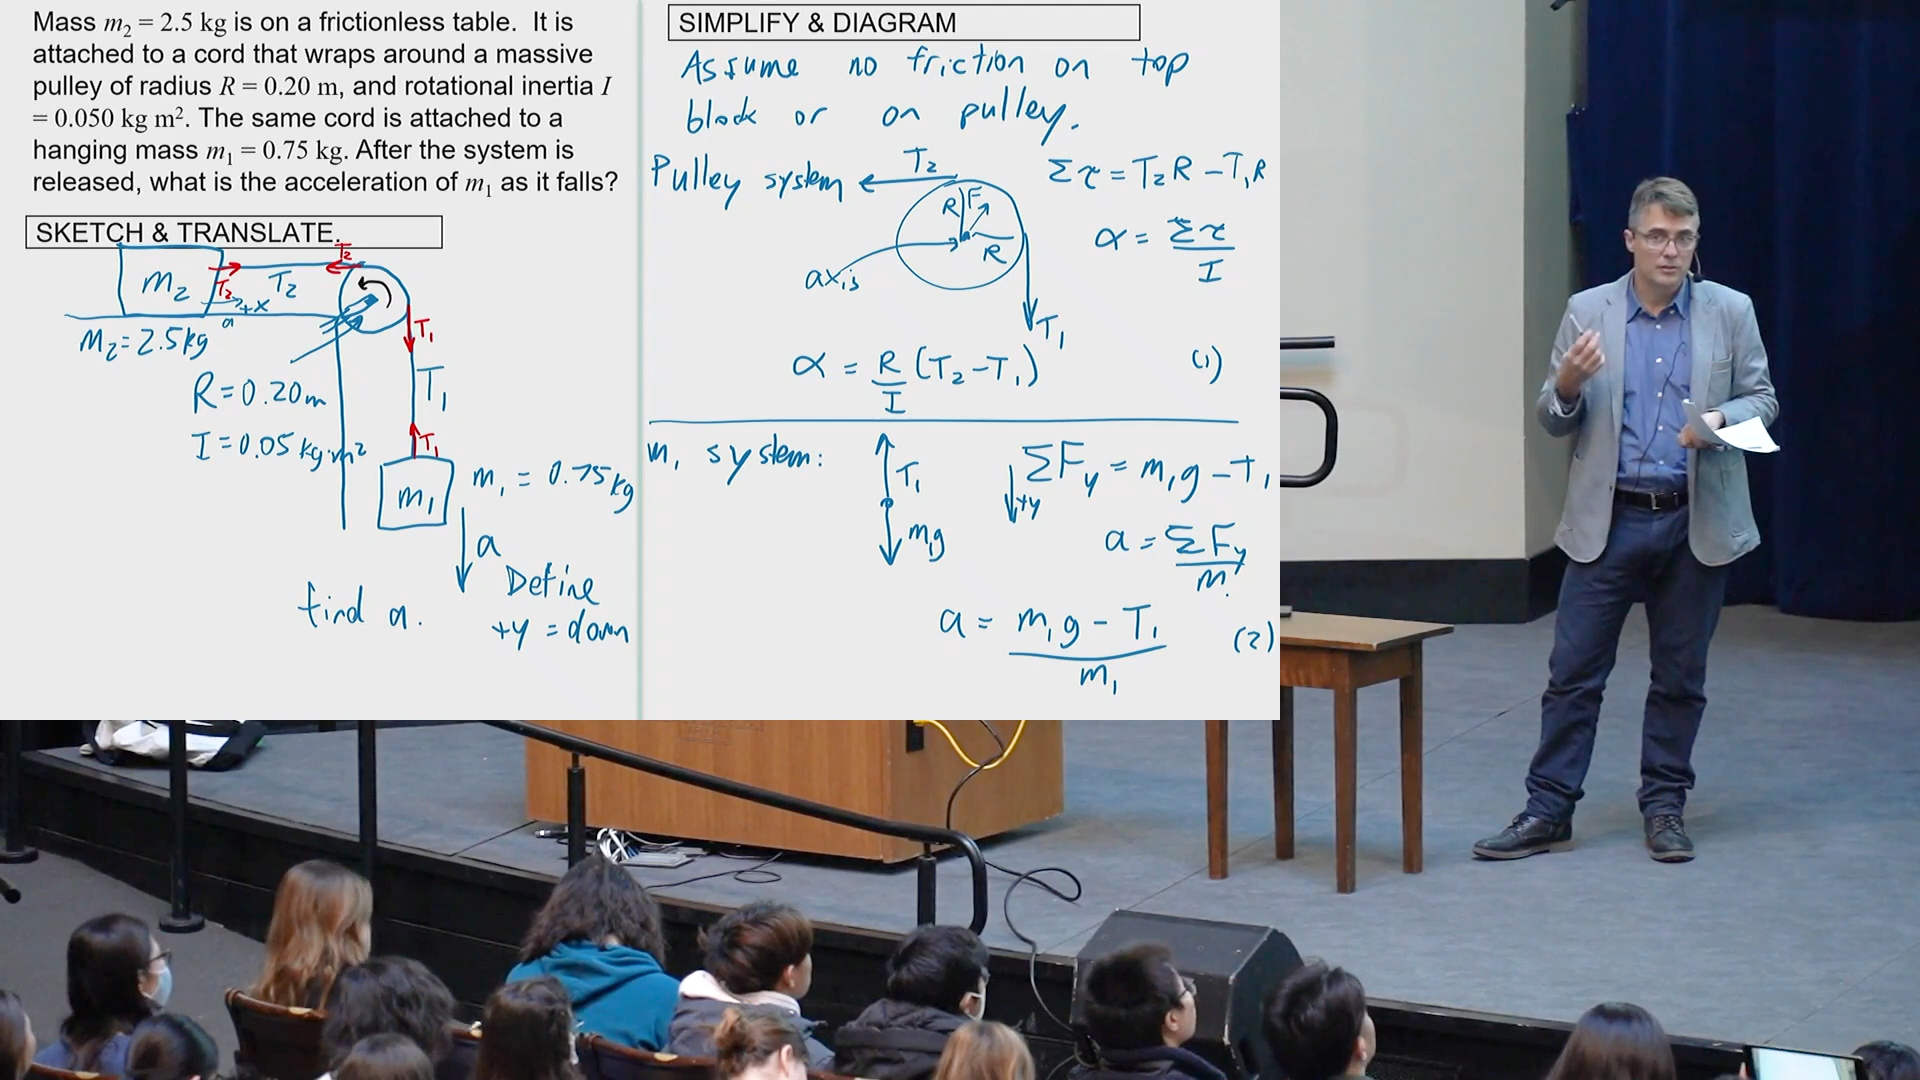 Mass m₂ = 2.5 kg is on a frictionless table. It is
attached to a cord that wraps around a massive
pulley of radius R = 0.20 m, and rotational inertia I
= 0.050 kg m². The same cord is attached to a
hanging mass m₁ = 0.75 kg. After the system is
released, what is the acceleration of m₁ as it falls?
SKETCH & TRANSLATE
m₂
T₂
T₂
T₂
a
+x
M₂ = 2.5kg
T₁
R = 0.20m
T₁
I = 0.05 kg·m²
T₁
m₁
m₁ = 0.75kg
a
Define
find a.
+y = down
SIMPLIFY & DIAGRAM
Assume no friction on top
block or on pulley.
Pulley system
T₂
Στ = T₂R - T₁R
R
F
R
axis
α = Στ / I
T₁
α = R/I (T₂ - T₁) (1)
m₁ system:
T₁
m₁g
+y
ΣFy = m₁g - T₁
a = ΣFy / m₁
a = (m₁g - T₁) / m₁ (2)